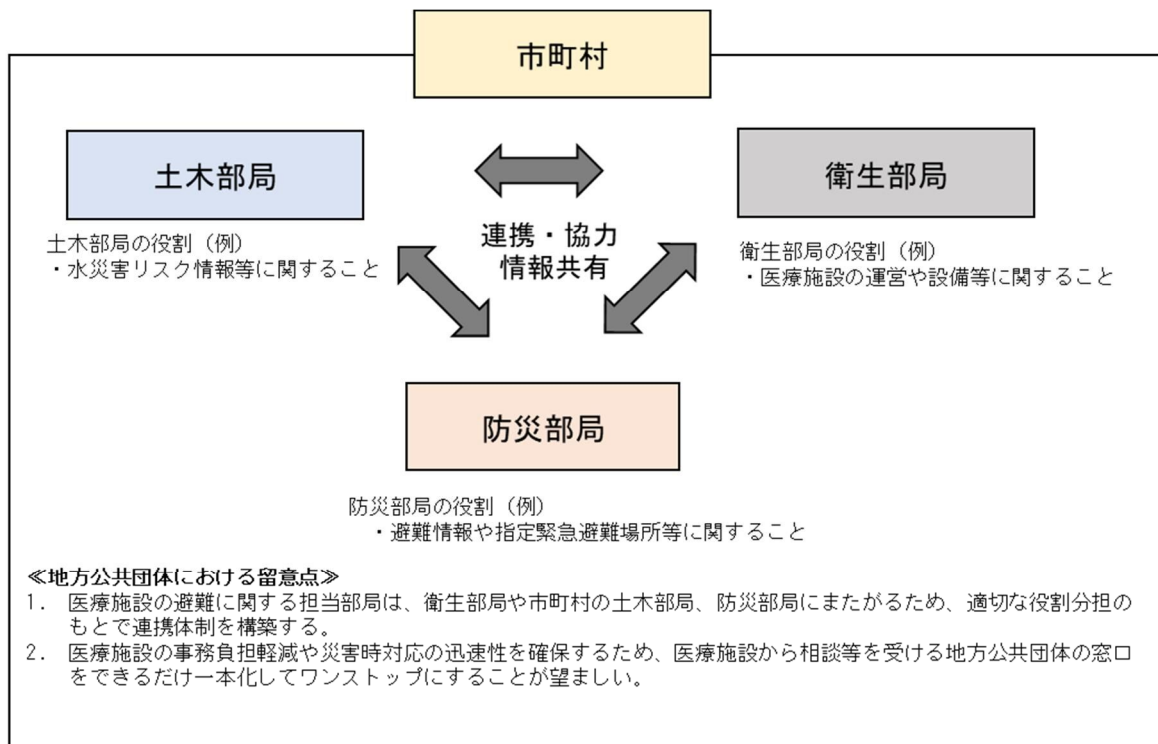 市町村
土木部局
衛生部局
土木部局の役割（例）
・水災害リスク情報等に関すること
連携・協力
情報共有
衛生部局の役割（例）
・医療施設の運営や設備等に関すること
防災部局
防災部局の役割（例）
・避難情報や指定緊急避難場所等に関すること
≪地方公共団体における留意点≫
1. 医療施設の避難に関する担当部局は、衛生部局や市町村の土木部局、防災部局にまたがるため、適切な役割分担の
もとで連携体制を構築する。
2. 医療施設の事務負担軽減や災害時対応の迅速性を確保するため、医療施設から相談等を受ける地方公共団体の窓口
をできるだけ一本化してワンストップにすることが望ましい。